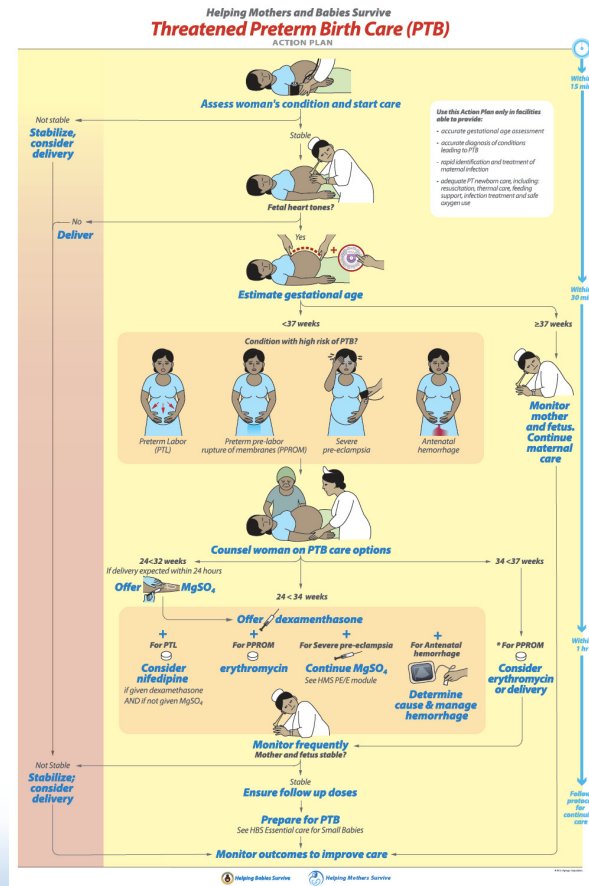 Helping Mothers and Babies Survive
Threatened Preterm Birth Care (PTB)
ACTION PLAN
Within
15 mi
Assess woman's condition and start care
Use this Action Plan only in facilities
able to provide:
- accurate gestational age assessment
- accurate diagnosis of conditions
leading to PTB
- rapid identification and treatment of
maternal infection
- adequate PT newborn care, including:
resuscitation, thermal care, feeding
support, infection treatment and safe
oxygen use
Not stable
Stabilize,
consider
delivery
Stable
Fetal heart tones?
No
Deliver
Yes
+
Estimate gestational age
Within
30 mi
<37 weeks
≥37 weeks
Condition with high risk of PTB?
Preterm Labor
(PTL)
Preterm pre-labor
rupture of membranes (PPROM)
Severe
pre-eclampsia
Antenatal
hemorrhage
Monitor
mother
and fetus.
Continue
maternal
care
Counsel woman on PTB care options
24<32 weeks
If delivery expected within 24 hours
Offer MgSO₄
24 < 34 weeks
34 <37 weeks
Offer dexamenthasone
+
For PTL
Consider
nifedipine
if given dexamethasone
AND if not given MgSO₄
+
For PPROM
erythromycin
+
For Severe pre-eclampsia
Continue MgSO₄
See HMS PE/E module
+
For Antenatal
hemorrhage
Determine
cause & manage
hemorrhage
* For PPROM
Consider
erythromycin
or delivery
Within
1 hr
Monitor frequently
Mother and fetus stable?
Not Stable
Stabilize;
consider
delivery
Stable
Ensure follow up doses
Prepare for PTB
See HBS Essential care for Small Babies
Follow
protoc
for
continu
care
Monitor outcomes to improve care
Helping Babies Survive
Helping Mothers Survive